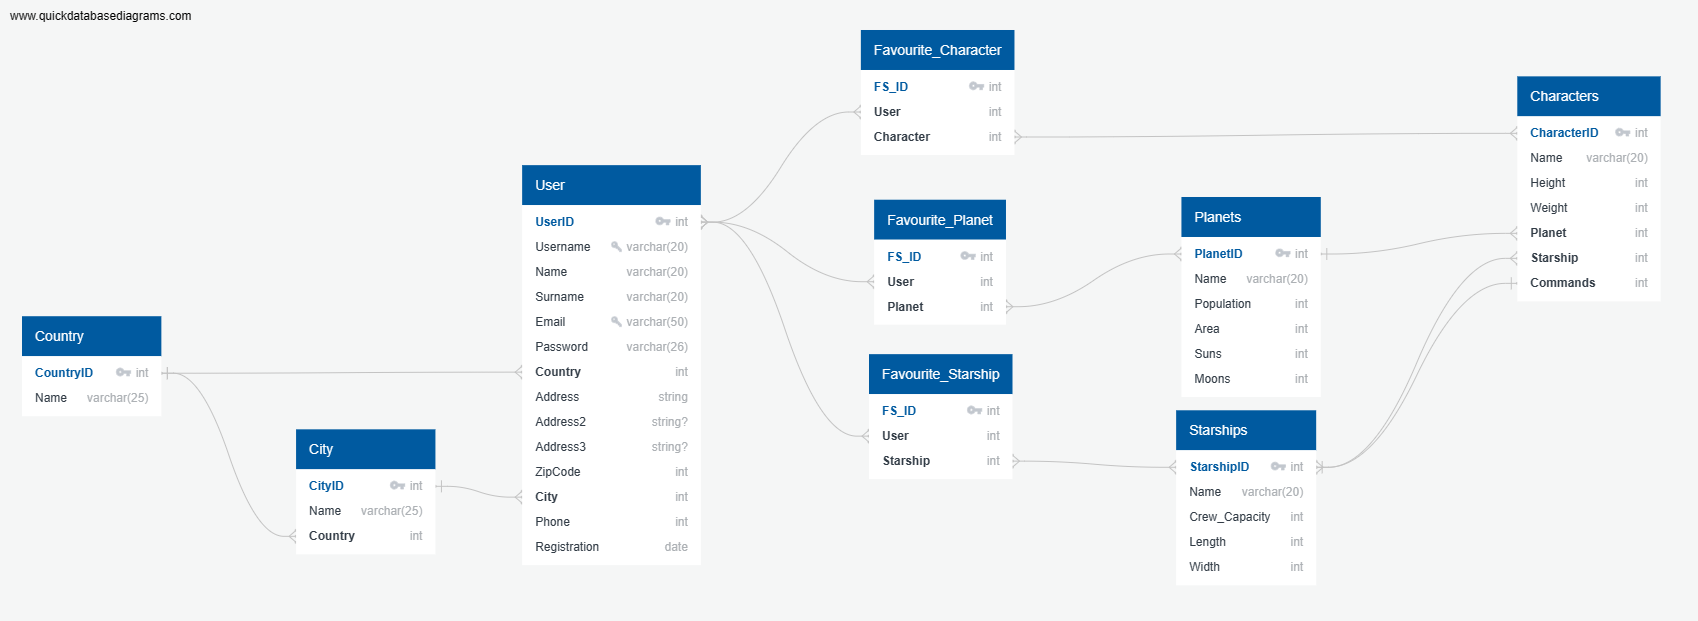 www.quickdatabasediagrams.com
Country
CountryID int
Name varchar(25)
City
CityID int
Name varchar(25)
Country int
User
UserID int
Username varchar(20)
Name varchar(20)
Surname varchar(20)
Email varchar(50)
Password varchar(26)
Country int
Address string
Address2 string?
Address3 string?
ZipCode int
City int
Phone int
Registration date
Favourite_Character
FS_ID int
User int
Character int
Favourite_Planet
FS_ID int
User int
Planet int
Favourite_Starship
FS_ID int
User int
Starship int
Planets
PlanetID int
Name varchar(20)
Population int
Area int
Suns int
Moons int
Starships
StarshipID int
Name varchar(20)
Crew_Capacity int
Length int
Width int
Characters
CharacterID int
Name varchar(20)
Height int
Weight int
Planet int
Starship int
Commands int